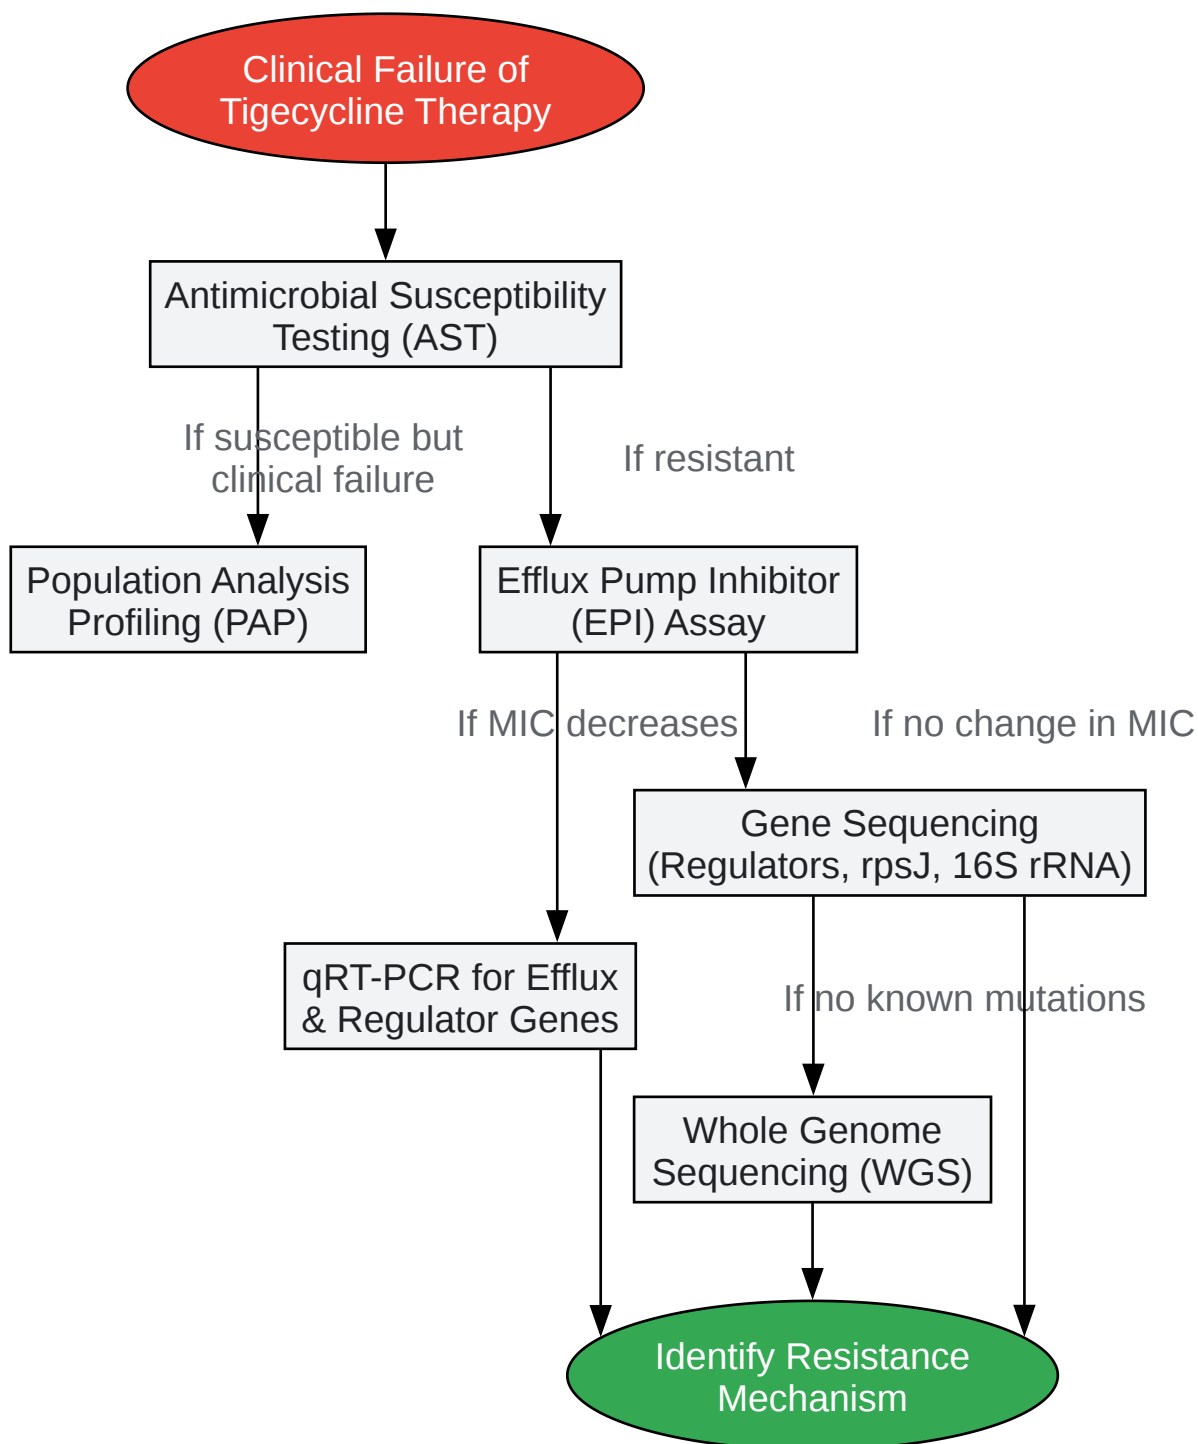 Clinical Failure of
Tigecycline Therapy
Antimicrobial Susceptibility
Testing (AST)
If susceptible but
clinical failure
If resistant
Population Analysis
Profiling (PAP)
Efflux Pump Inhibitor
(EPI) Assay
If MIC decreases
If no change in MIC
Gene Sequencing
(Regulators, rpsJ, 16S rRNA)
qRT-PCR for Efflux
& Regulator Genes
If no known mutations
Whole Genome
Sequencing (WGS)
Identify Resistance
Mechanism